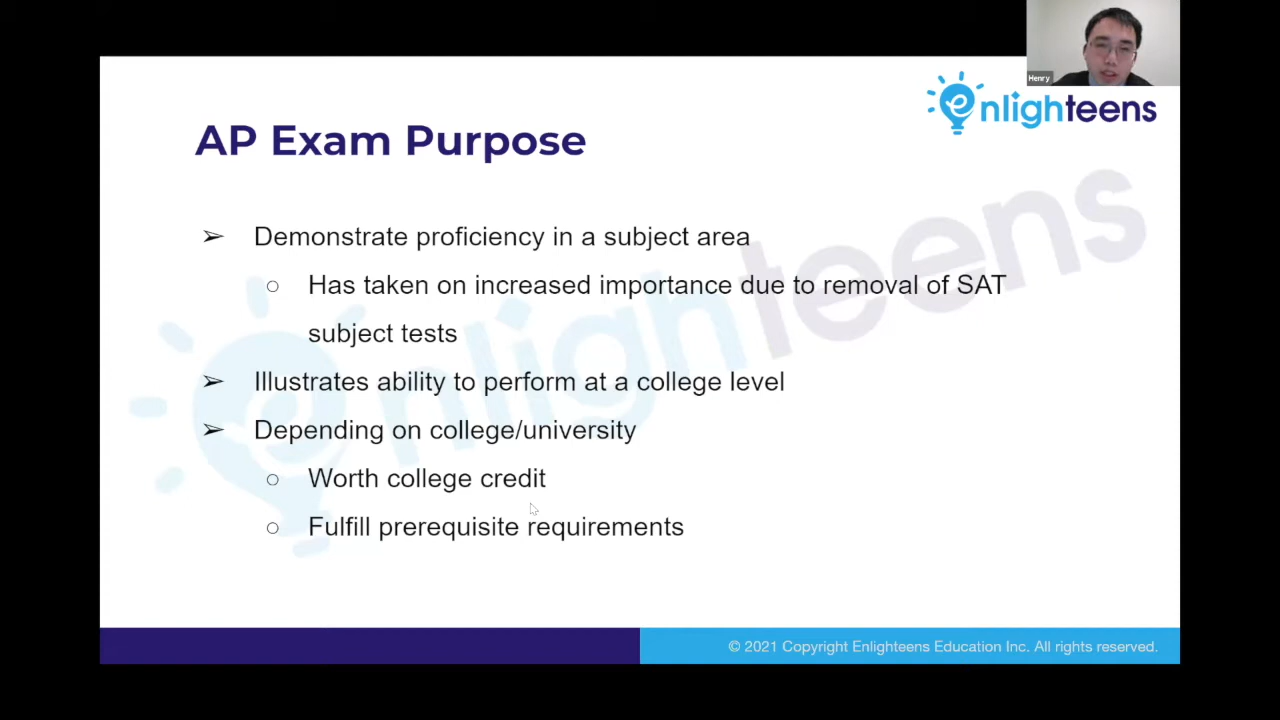 Henry
enlighteens
AP Exam Purpose
➢ Demonstrate proficiency in a subject area
○ Has taken on increased importance due to removal of SAT
subject tests
➢ Illustrates ability to perform at a college level
➢ Depending on college/university
○ Worth college credit
○ Fulfill prerequisite requirements
enlighteens
© 2021 Copyright Enlighteens Education Inc. All rights reserved.